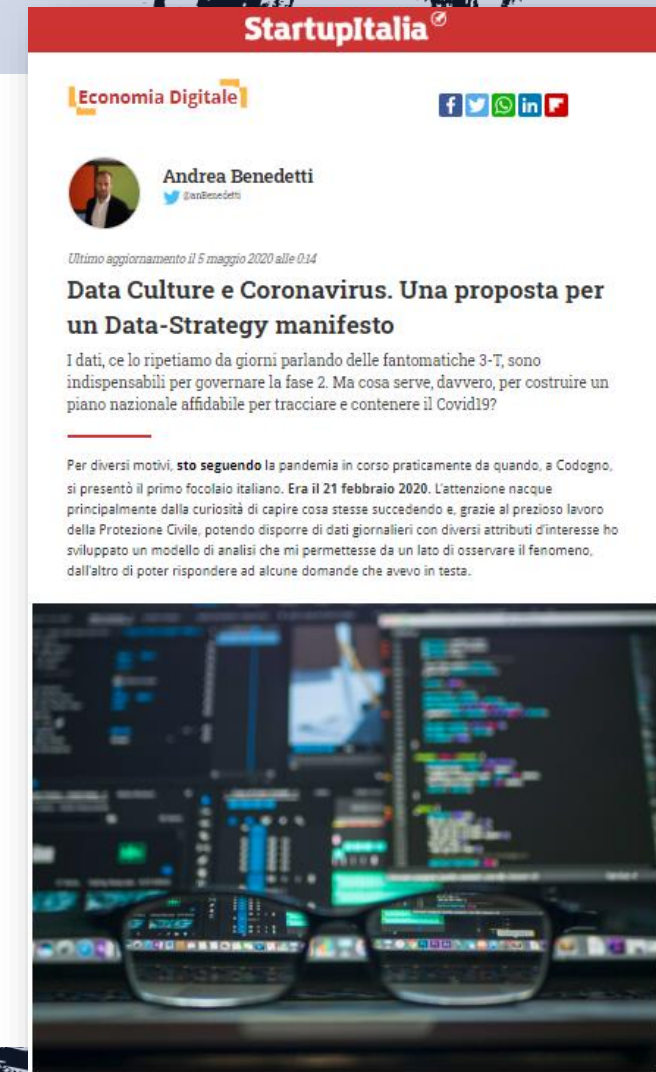 StartupItalia
Economia Digitale
Andrea Benedetti
@anBenedetti
Ultimo aggiornamento il 5 maggio 2020 alle 0:14
Data Culture e Coronavirus. Una proposta per
un Data-Strategy manifesto
I dati, ce lo ripetiamo da giorni parlando delle fantomatiche 3-T, sono
indispensabili per governare la fase 2. Ma cosa serve, davvero, per costruire un
piano nazionale affidabile per tracciare e contenere il Covid19?
Per diversi motivi, sto seguendo la pandemia in corso praticamente da quando, a Codogno,
si presentò il primo focolaio italiano. Era il 21 febbraio 2020. L'attenzione nacque
principalmente dalla curiosità di capire cosa stesse succedendo e, grazie al prezioso lavoro
della Protezione Civile, potendo disporre di dati giornalieri con diversi attributi d'interesse ho
sviluppato un modello di analisi che mi permettesse da un lato di osservare il fenomeno,
dall'altro di poter rispondere ad alcune domande che avevo in testa.